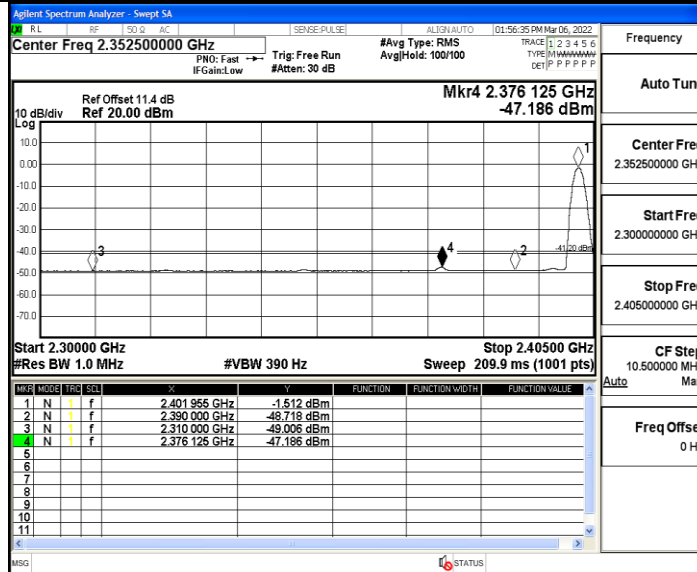 Agilent Spectrum Analyzer - Swept SA
RL RF 50 Ω AC SENSE:PULSE ALIGNAUTO 01:56:35 PM Mar 06, 2022
Center Freq 2.352500000 GHz #Avg Type: RMS TRACE 1 2 3 4 5 6 Frequency
PNO: Fast Trig: Free Run Avg|Hold: 100/100 TYPE M WWWWW
IFGain:Low #Atten: 30 dB DET P P P P P P
Auto Tun
Ref Offset 11.4 dB Mkr4 2.376 125 GHz
10 dB/div Ref 20.00 dBm -47.186 dBm
Log
10.0
1
Center Fre
0.00
2.352500000 GH
-10.0
-20.0
Start Fre
-30.0
2.300000000 GH
-40.0
3 4 2 -41.20 dBm
-50.0
Stop Fre
-60.0
2.405000000 GH
-70.0
Start 2.30000 GHz Stop 2.40500 GHz
#Res BW 1.0 MHz #VBW 390 Hz Sweep 209.9 ms (1001 pts)
CF Step
10.500000 MH
Auto Ma
MKR MODE TRC SCL X Y FUNCTION FUNCTION WIDTH FUNCTION VALUE
1 N 1 f 2.401 955 GHz -1.512 dBm
2 N 1 f 2.390 000 GHz -48.718 dBm
3 N 1 f 2.310 000 GHz -49.006 dBm
4 N 1 f 2.376 125 GHz -47.186 dBm
Freq Offse
0 H
5
6
7
8
9
10
11
MSG STATUS